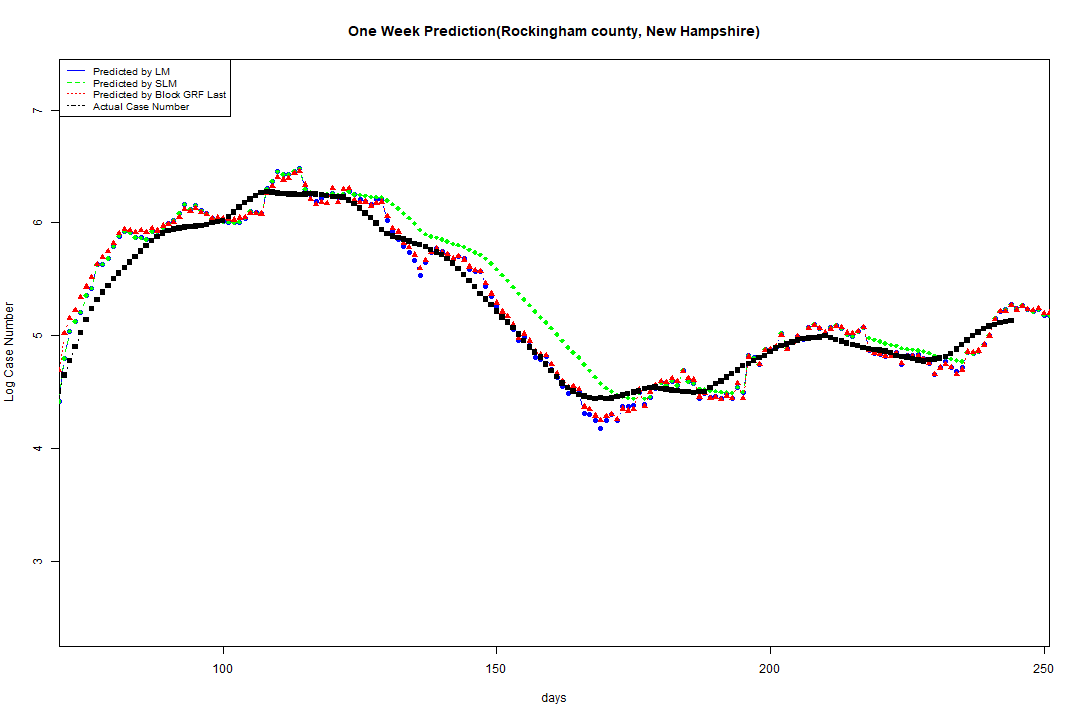 One Week Prediction(Rockingham county, New Hampshire)
Predicted by LM
Predicted by SLM
Predicted by Block GRF Last
Actual Case Number
7
6
5
4
3
Log Case Number
100
150
200
250
days